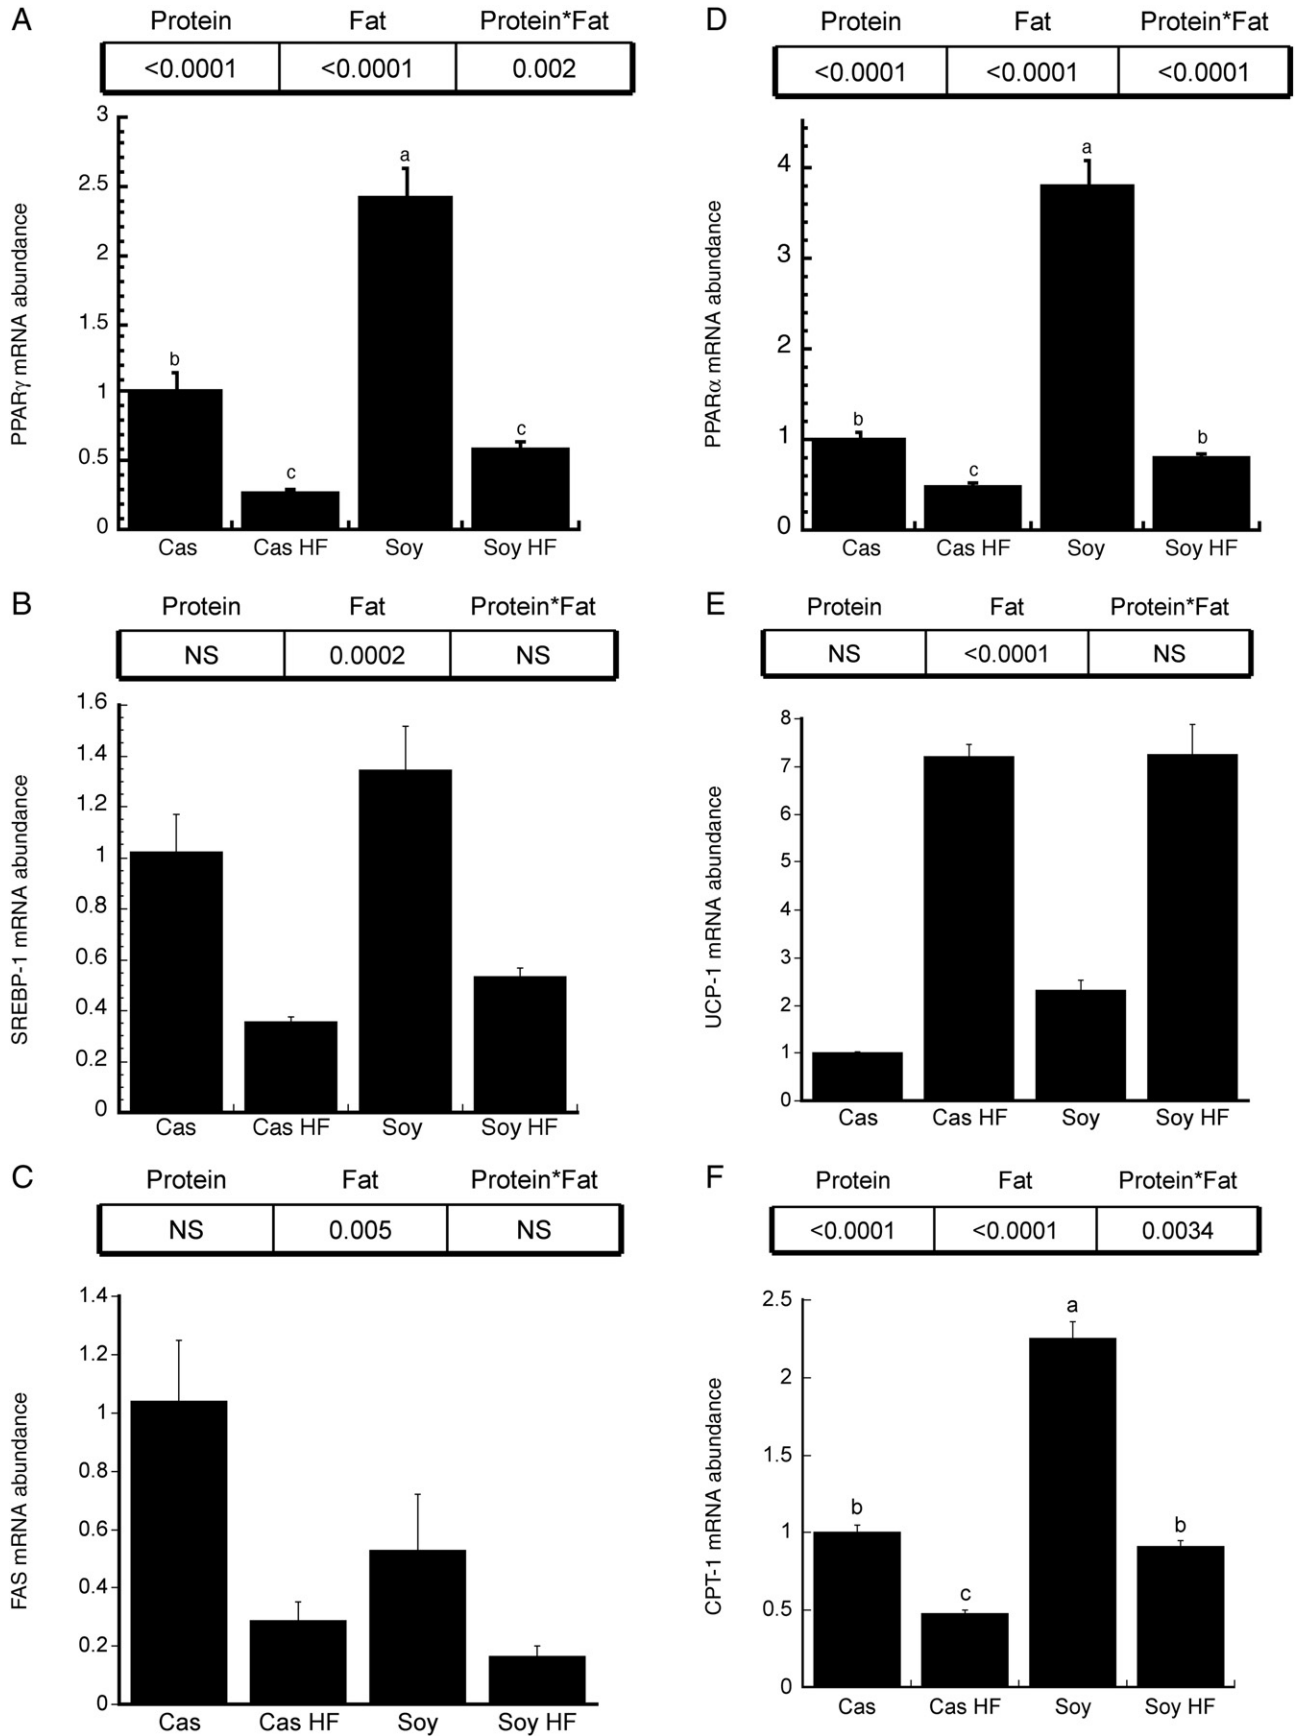 A
Protein Fat Protein*Fat
<0.0001 <0.0001 0.002
PPARγ mRNA abundance
3
2.5
2
1.5
1
0.5
0
b
c
a
c
Cas Cas HF Soy Soy HF
B
Protein Fat Protein*Fat
NS 0.0002 NS
SREBP-1 mRNA abundance
1.6
1.4
1.2
1
0.8
0.6
0.4
0.2
0
Cas Cas HF Soy Soy HF
C
Protein Fat Protein*Fat
NS 0.005 NS
FAS mRNA abundance
1.4
1.2
1
0.8
0.6
0.4
0.2
0
Cas Cas HF Soy Soy HF
D
Protein Fat Protein*Fat
<0.0001 <0.0001 <0.0001
PPARα mRNA abundance
4
3
2
1
0
b
c
a
b
Cas Cas HF Soy Soy HF
E
Protein Fat Protein*Fat
NS <0.0001 NS
UCP-1 mRNA abundance
8
7
6
5
4
3
2
1
0
Cas Cas HF Soy Soy HF
F
Protein Fat Protein*Fat
<0.0001 <0.0001 0.0034
CPT-1 mRNA abundance
2.5
2
1.5
1
0.5
0
b
c
a
b
Cas Cas HF Soy Soy HF